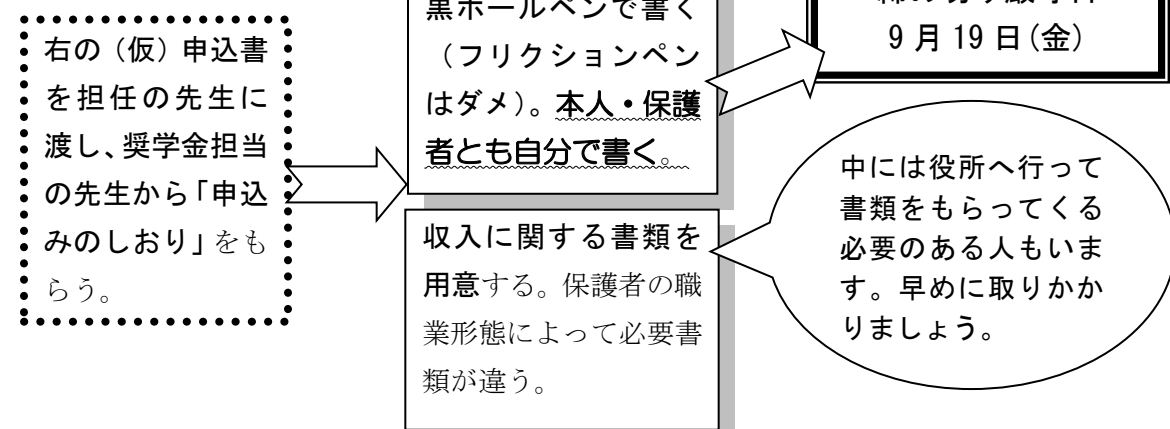 右の（仮）申込書
を担任の先生に
渡し、奨学金担当
の先生から「申込
みのしおり」をも
らう。
黒ボールペンで書く
（フリクションペン
はダメ）。本人・保護
者とも自分で書く。
収入に関する書類を
用意する。保護者の職
業形態によって必要書
類が違う。
9月19日(金)
中には役所へ行って
書類をもらってくる
必要のある人もいま
す。早めに取りかか
りましょう。